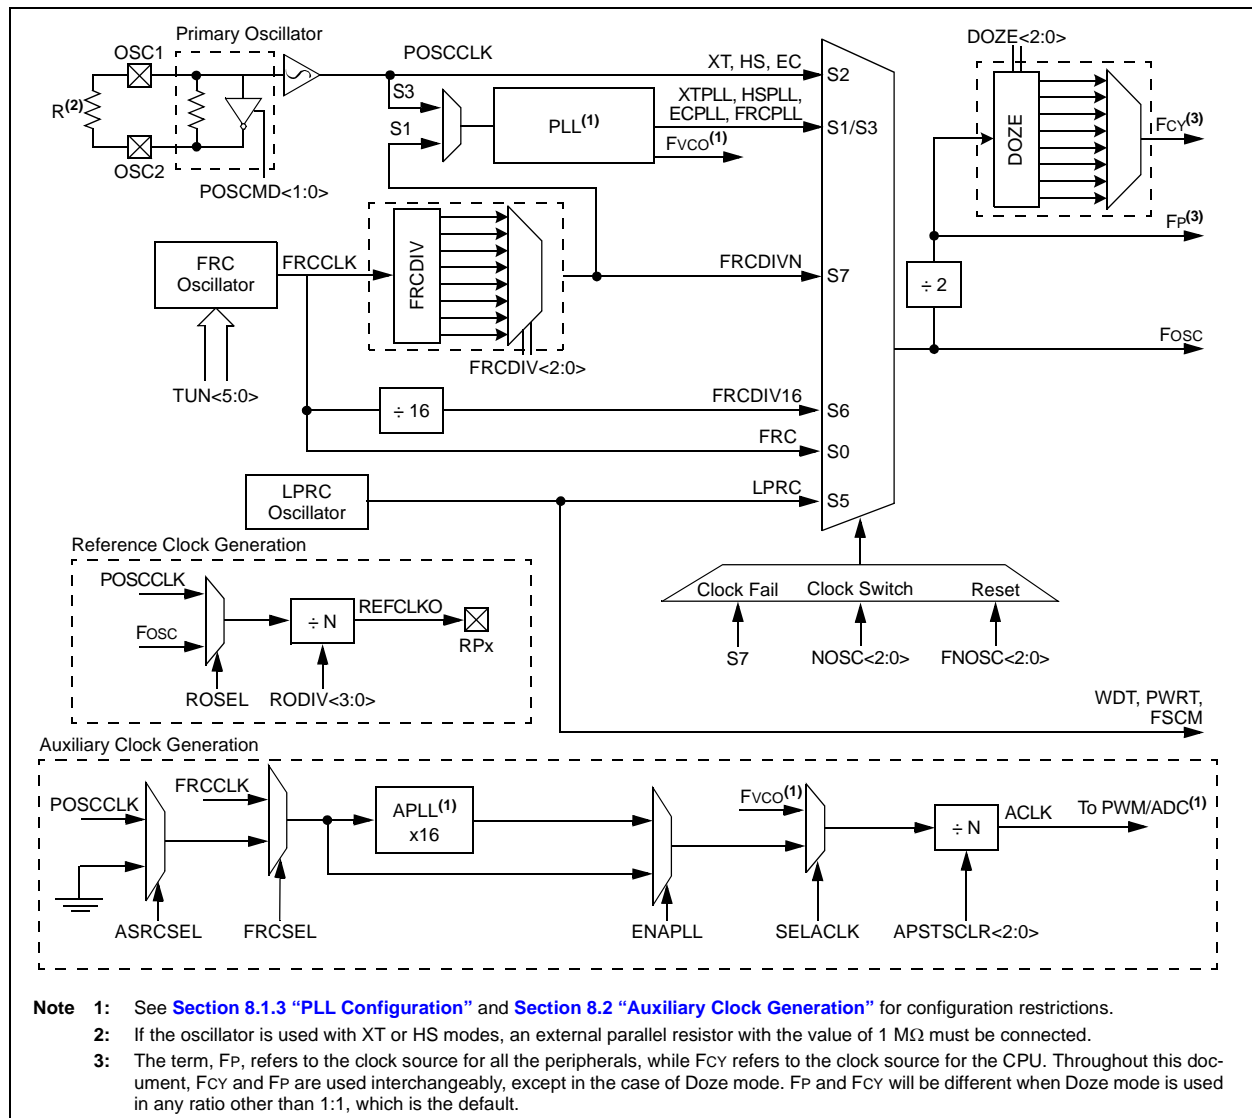 Primary Oscillator
DOZE<2:0>
OSC1
POSCCLK
XT, HS, EC
S2
R(2)
S3
XTPLL, HSPLL,
ECPLL, FRCPLL
PLL(1)
S1/S3
S1
FVCO(1)
DOZE
FCY(3)
OSC2
POSCMD<1:0>
FP(3)
FRC
Oscillator
FRCCLK
FRCDIV
FRCDIVN
S7
÷ 2
FOSC
FRCDIV<2:0>
TUN<5:0>
÷ 16
FRCDIV16
S6
FRC
S0
LPRC
Oscillator
LPRC
S5
Reference Clock Generation
POSCCLK
FOSC
÷ N
REFCLKO
RPx
ROSEL
RODIV<3:0>
Clock Fail
Clock Switch
Reset
S7
NOSC<2:0>
FNOSC<2:0>
WDT, PWRT,
FSCM
Auxiliary Clock Generation
POSCCLK
FRCCLK
APLL(1)
x16
FVCO(1)
÷ N
ACLK
To PWM/ADC(1)
ASRCSEL
FRCSEL
ENAPLL
SELACLK
APSTSCLR<2:0>
Note 1: See Section 8.1.3 “PLL Configuration” and Section 8.2 “Auxiliary Clock Generation” for configuration restrictions.
2: If the oscillator is used with XT or HS modes, an external parallel resistor with the value of 1 MΩ must be connected.
3: The term, FP, refers to the clock source for all the peripherals, while FCY refers to the clock source for the CPU. Throughout this doc-
ument, FCY and FP are used interchangeably, except in the case of Doze mode. FP and FCY will be different when Doze mode is used
in any ratio other than 1:1, which is the default.